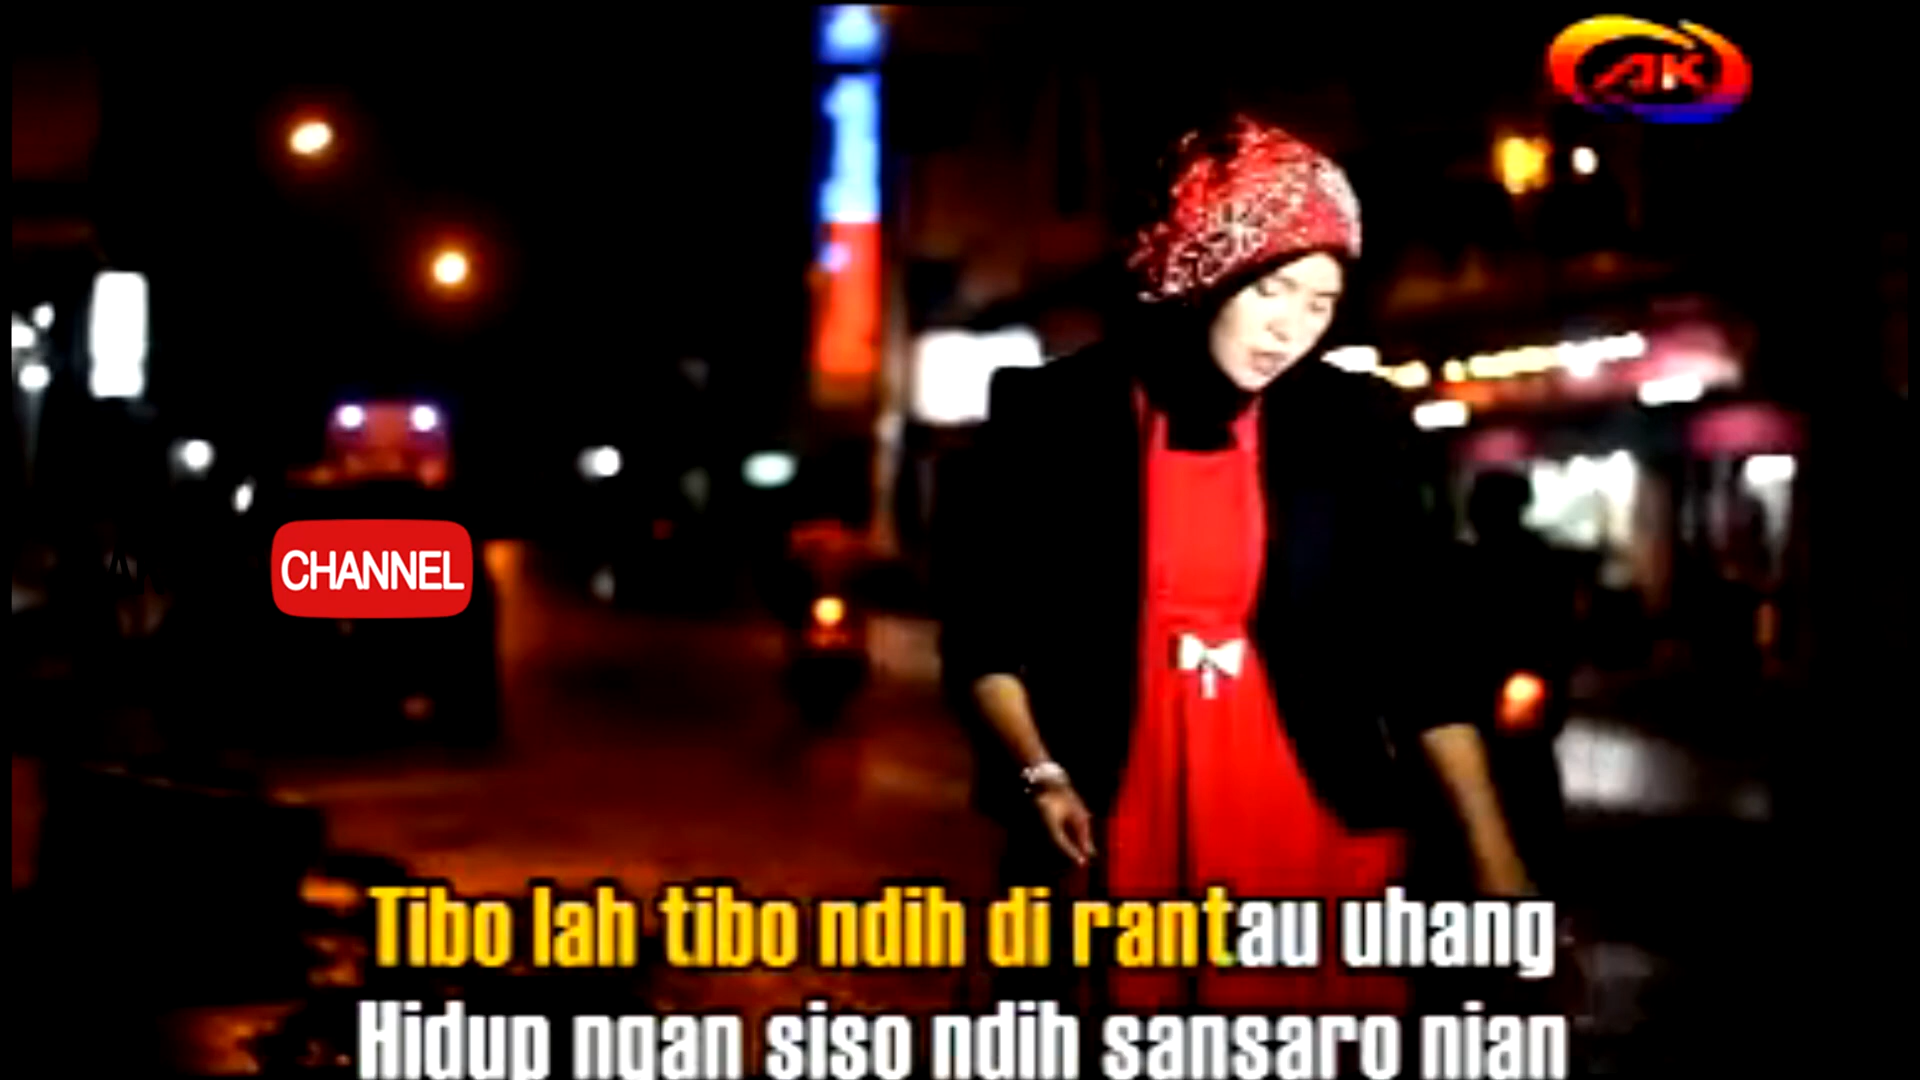 AK
CHANNEL
Tibo lah tibo ndih di rantau uhang
Hidup ngan siso ndih sansaro nian